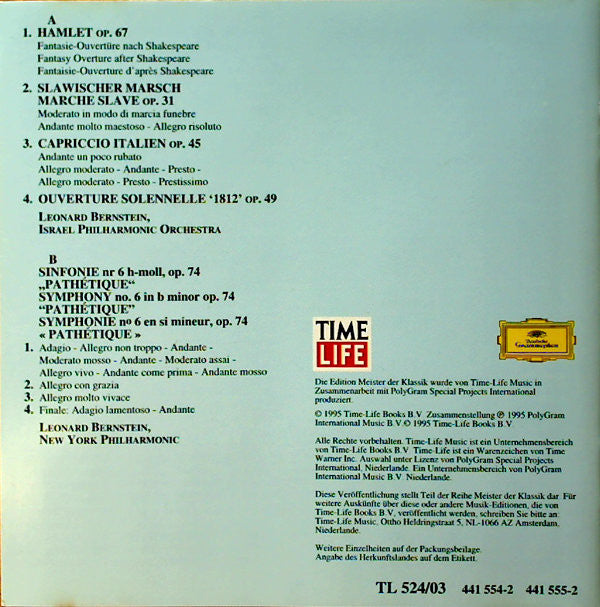 A
1. HAMLET OP. 67
Fantasie-Ouvertüre nach Shakespeare
Fantasy Overture after Shakespeare
Fantaisie-Ouverture d'après Shakespeare
2. SLAWISCHER MARSCH
MARCHE SLAVE OP. 31
Moderato in modo di marcia funebre
Andante molto maestoso - Allegro risoluto
3. CAPRICCIO ITALIEN OP. 45
Andante un poco rubato
Allegro moderato - Andante - Presto -
Allegro moderato - Presto - Prestissimo
4. OUVERTURE SOLENNELLE ‘1812’ OP. 49
LEONARD BERNSTEIN,
ISRAEL PHILHARMONIC ORCHESTRA
B
SINFONIE nr 6 h-moll, op. 74
„PATHÉTIQUE“
SYMPHONY no. 6 in b minor op. 74
“PATHÉTIQUE”
SYMPHONIE nº 6 en si mineur, op. 74
« PATHÉTIQUE »
1. Adagio - Allegro non troppo - Andante -
Moderato mosso - Andante - Moderato assai -
Allegro vivo - Andante come prima - Andante mosso
2. Allegro con grazia
3. Allegro molto vivace
4. Finale: Adagio lamentoso - Andante
LEONARD BERNSTEIN,
NEW YORK PHILHARMONIC
TIME
LIFE
Deutsche
Grammophon
Die Edition Meister der Klassik wurde von Time-Life Music in
Zusammenarbeit mit PolyGram Special Projects International
produziert.
© 1995 Time-Life Books B.V. Zusammenstellung ℗ 1995 PolyGram
International Music B.V.© 1995 Time-Life Books B.V.
Alle Rechte vorbehalten. Time-Life Music ist ein Unternehmensbereich
von Time-Life Books B.V. Time-Life ist ein Warenzeichen von Time
Warner Inc. Auswahl unter Lizenz von PolyGram Special Projects
International, Niederlande. Ein Unternehmensbereich von PolyGram
International Music B.V. Niederlande.
Diese Veröffentlichung stellt Teil der Reihe Meister der Klassik dar. Für
weitere Auskünfte über diese oder andere Musik-Editionen, die von
Time-Life Books B.V. veröffentlicht werden, schreiben Sie bitte an:
Time-Life Music, Ottho Heldringstraat 5, NL-1066 AZ Amsterdam,
Niederlande.
Weitere Einzelheiten auf der Packungsbeilage.
Angabe des Herkunftslandes auf dem Etikett.
TL 524/03 441 554-2 441 555-2